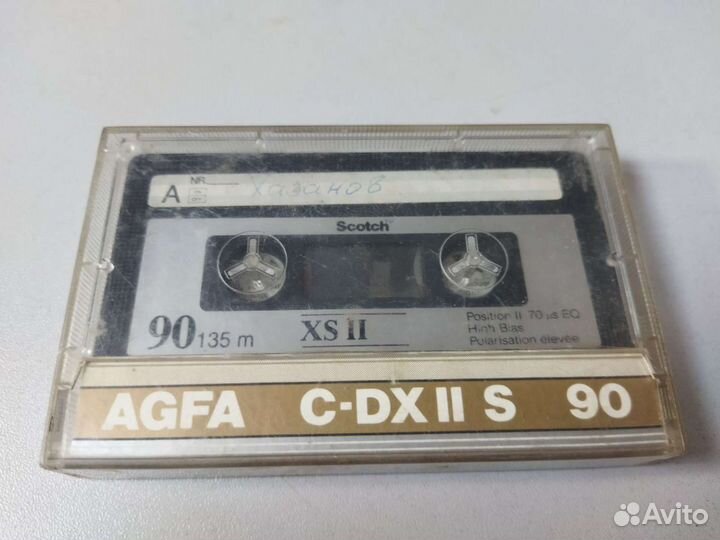 NR
A Хазанов
Scotch
90 135 m XS II
Position II 70 µs EQ
High Bias
Polarisation élevée
AGFA C-DX II S 90
Avito